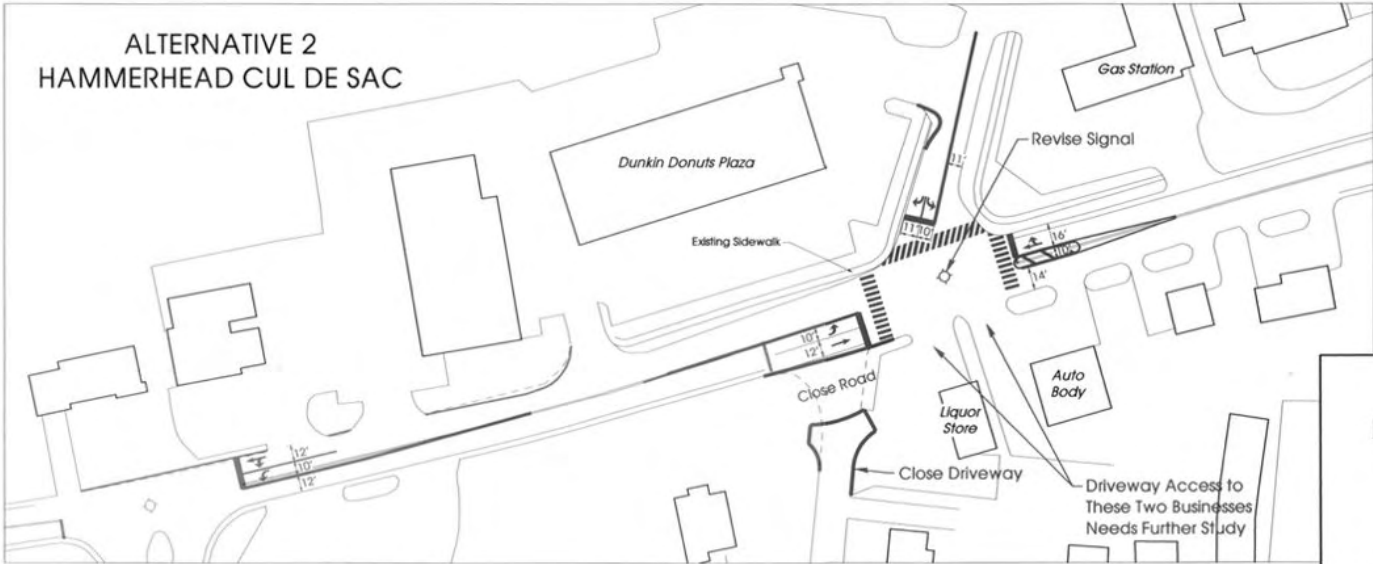 ALTERNATIVE 2
HAMMERHEAD CUL DE SAC
Gas Station
Revise Signal
Dunkin Donuts Plaza
11'
11'
10'
Existing Sidewalk
16'
10'
14'
10'
12'
Close Road
Auto
Body
Liquor
Store
12'
10'
12'
Close Driveway
Driveway Access to
These Two Businesses
Needs Further Study